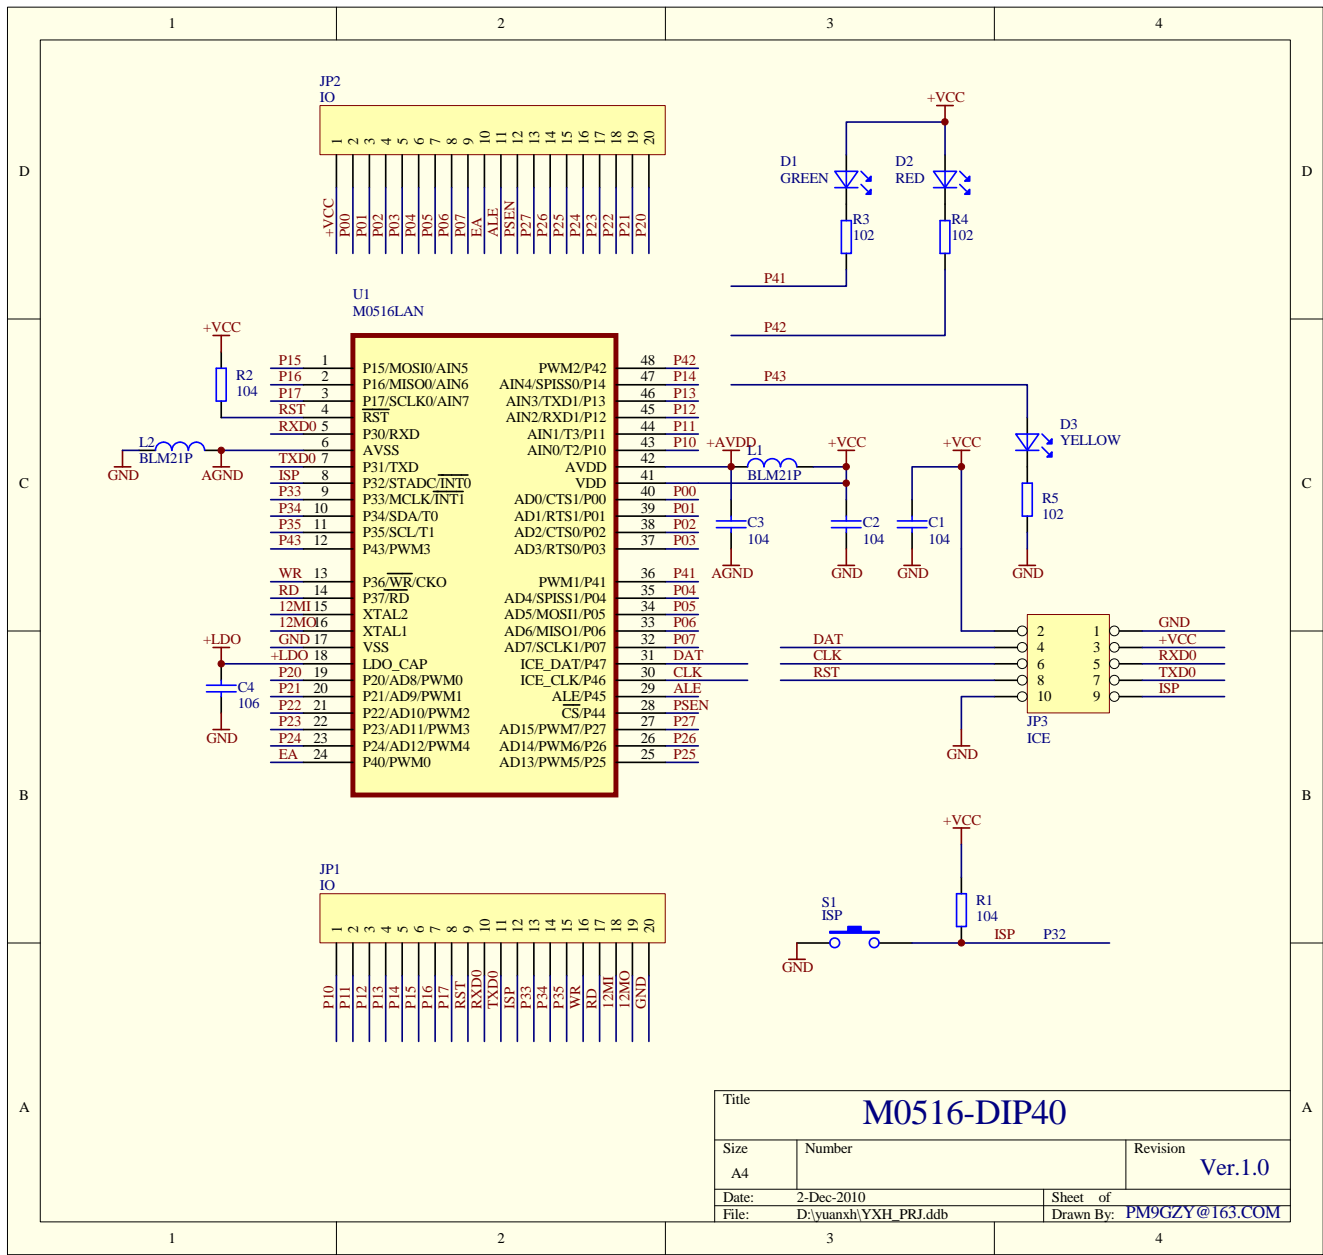 1 2 3 4
D D
C C
B B
A A
JP2
IO
1 2 3 4 5 6 7 8 9 10 11 12 13 14 15 16 17 18 19 20
+VCC P00 P01 P02 P03 P04 P05 P06 P07 EA ALE PSEN P27 P26 P25 P24 P23 P22 P21 P20
+VCC
D1
GREEN
D2
RED
R3
102
R4
102
P41
P42
U1
M0516LAN
P15 1 P15/MOSI0/AIN5
P16 2 P16/MISO0/AIN6
P17 3 P17/SCLK0/AIN7
RST 4 RST
RXD0 5 P30/RXD
6 AVSS
TXD0 7 P31/TXD
ISP 8 P32/STADC/INT0
P33 9 P33/MCLK/INT1
P34 10 P34/SDA/T0
P35 11 P35/SCL/T1
P43 12 P43/PWM3
WR 13 P36/WR/CKO
RD 14 P37/RD
12MI 15 XTAL2
12MO 16 XTAL1
GND 17 VSS
+LDO 18 LDO_CAP
P20 19 P20/AD8/PWM0
P21 20 P21/AD9/PWM1
P22 21 P22/AD10/PWM2
P23 22 P23/AD11/PWM3
P24 23 P24/AD12/PWM4
EA 24 P40/PWM0
PWM2/P42 48 P42
AIN4/SPISS0/P14 47 P14
AIN3/TXD1/P13 46 P13
AIN2/RXD1/P12 45 P12
AIN1/T3/P11 44 P11
AIN0/T2/P10 43 P10
AVDD 42
VDD 41
AD0/CTS1/P00 40 P00
AD1/RTS1/P01 39 P01
AD2/CTS0/P02 38 P02
AD3/RTS0/P03 37 P03
PWM1/P41 36 P41
AD4/SPISS1/P04 35 P04
AD5/MOSI1/P05 34 P05
AD6/MISO1/P06 33 P06
AD7/SCLK1/P07 32 P07
ICE_DAT/P47 31 DAT
ICE_CLK/P46 30 CLK
ALE/P45 29 ALE
CS/P44 28 PSEN
AD15/PWM7/P27 27 P27
AD14/PWM6/P26 26 P26
AD13/PWM5/P25 25 P25
+VCC
R2
104
L2
BLM21P
GND
AGND
+LDO
C4
106
GND
+AVDD
L1
BLM21P
+VCC
C3
104
AGND
C2
104
GND
+VCC
C1
104
GND
P43
D3
YELLOW
R5
102
GND
DAT
CLK
RST
2 1 GND
4 3 +VCC
6 5 RXD0
8 7 TXD0
10 9 ISP
JP3
ICE
GND
+VCC
R1
104
S1
ISP
GND
ISP P32
JP1
IO
1 2 3 4 5 6 7 8 9 10 11 12 13 14 15 16 17 18 19 20
P10 P11 P12 P13 P14 P15 P16 P17 RST RXD0 TXD0 ISP P33 P34 P35 WR RD 12MI 12MO GND
Title
M0516-DIP40
Size
A4
Number
Revision
Ver.1.0
Date: 2-Dec-2010 Sheet of
File: D:\yuanxh\YXH_PRJ.ddb Drawn By: PM9GZY@163.COM
1 2 3 4